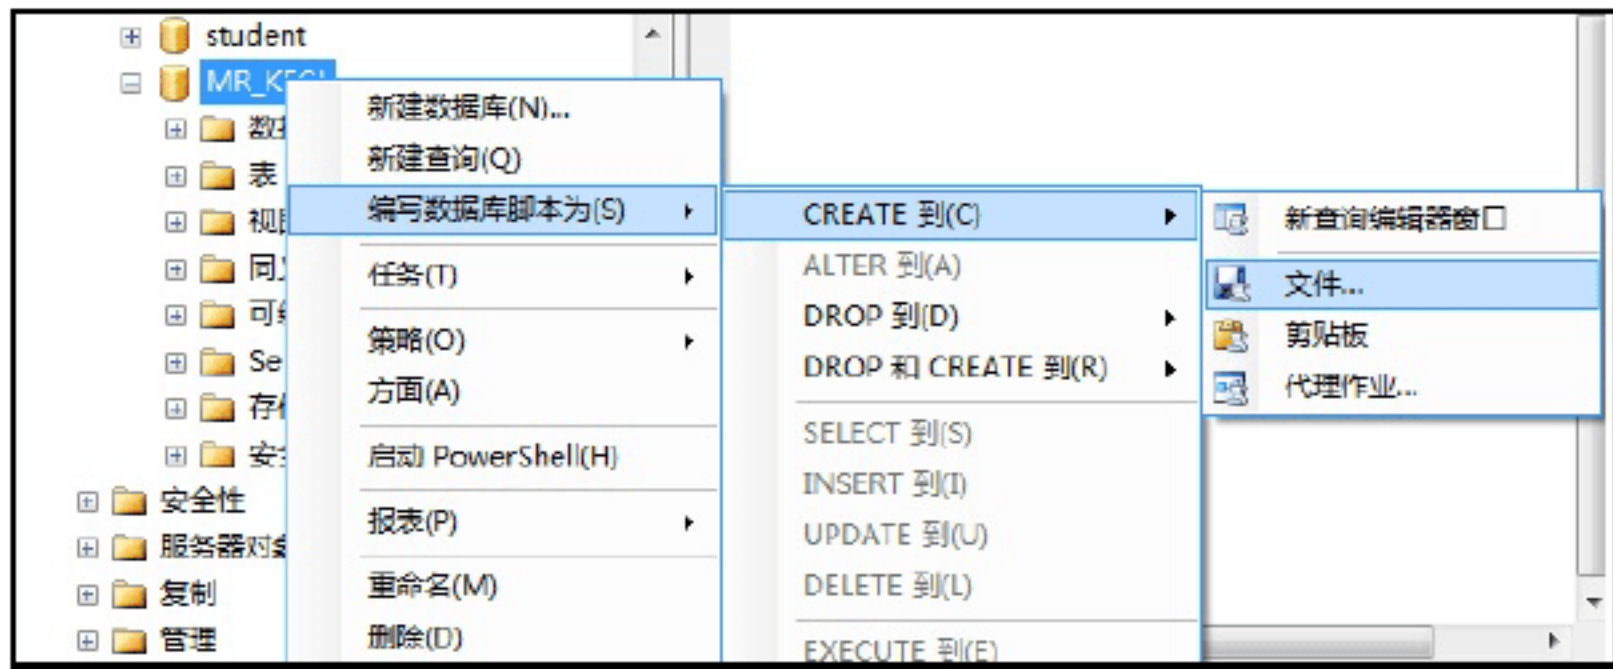 student
MR_K
表
安全性
服务器对
复制
管理
新建数据库(N)...
新建查询(Q)
编写数据库脚本为(S)
任务(T)
策略(O)
方面(A)
启动 PowerShell(H)
报表(P)
重命名(M)
删除(D)
CREATE 到(C)
ALTER 到(A)
DROP 到(D)
DROP 和 CREATE 到(R)
SELECT 到(S)
INSERT 到(I)
UPDATE 到(U)
DELETE 到(L)
EXECUTE 到(E)
新查询编辑器窗口
文件...
剪贴板
代理作业...